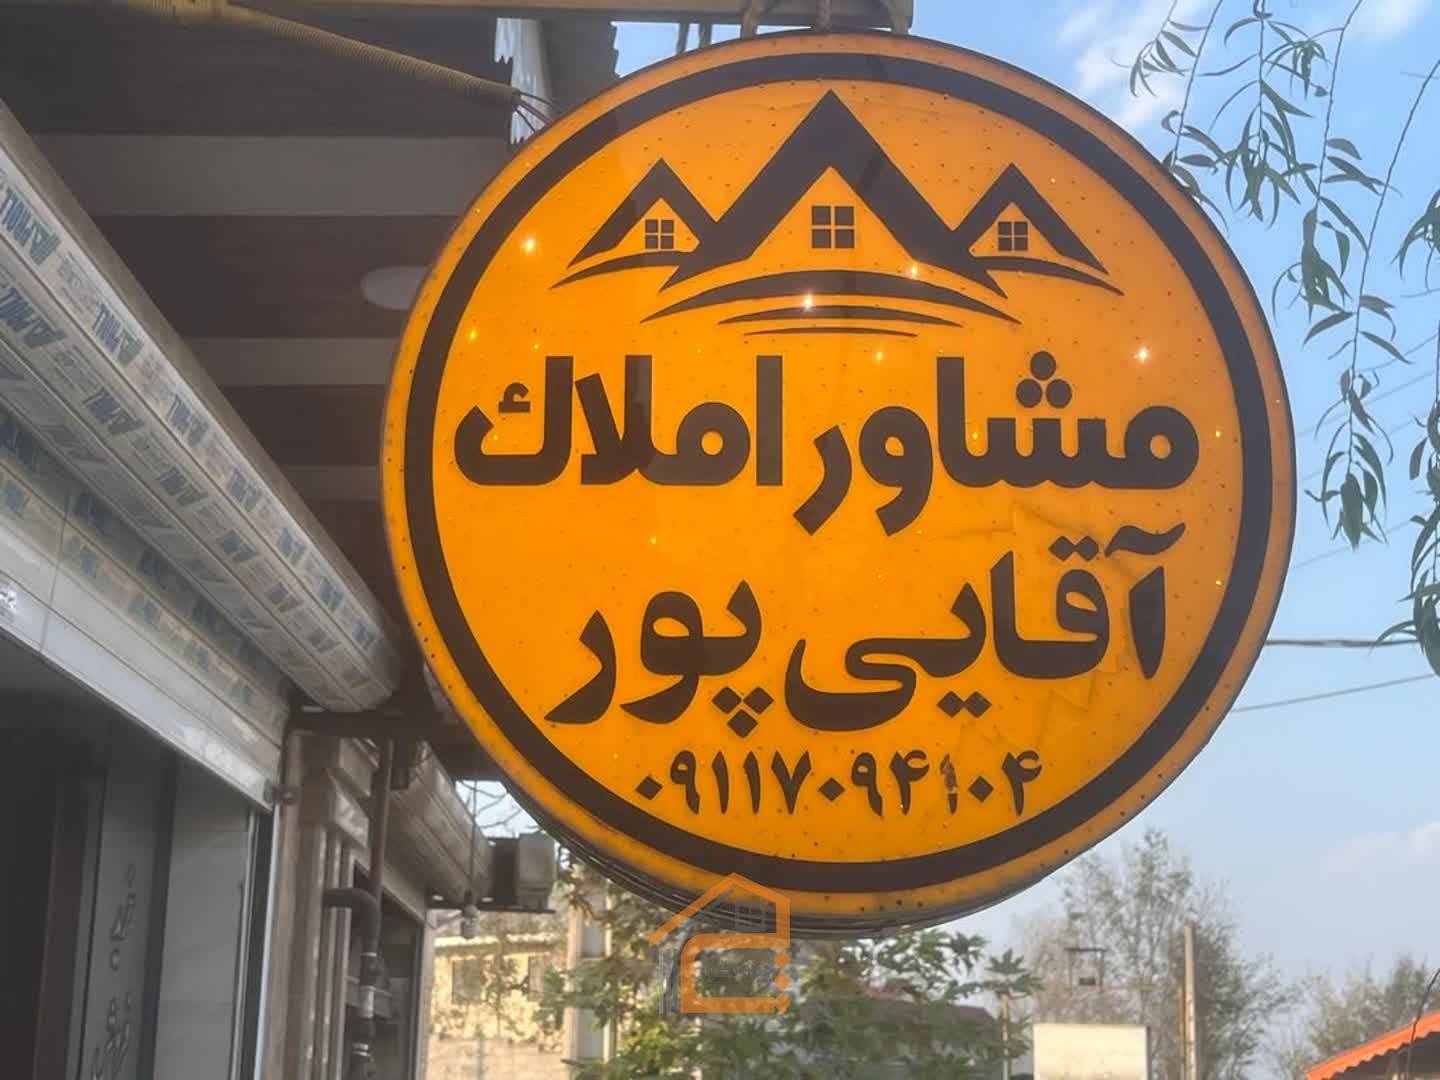 مشاور املاک
آقایی پور
۰۹۱۱۷۰۹۴۱۰۴